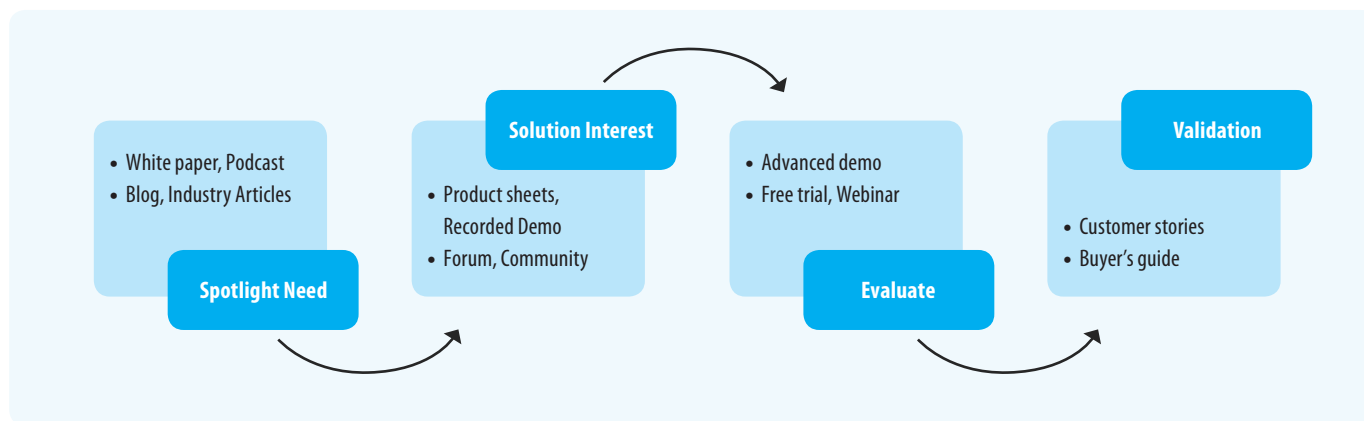 • White paper, Podcast
• Blog, Industry Articles
Spotlight Need
Solution Interest
• Product sheets,
Recorded Demo
• Forum, Community
• Advanced demo
• Free trial, Webinar
Evaluate
Validation
• Customer stories
• Buyer’s guide